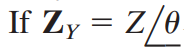 If Z_Y = Z∠θ